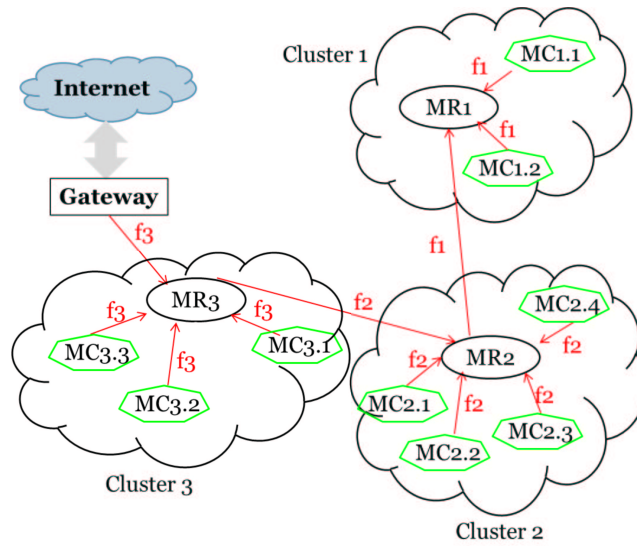 Cluster 1
MC1.1
f1
Internet
MR1
f1
MC1.2
Gateway
f3
f1
MR3
f2
MC2.4
f3
f3
MC3.3
MC3.1
MR2
f2
f3
f2
MC3.2
MC2.1
f2
f2
MC2.3
MC2.2
Cluster 3
Cluster 2